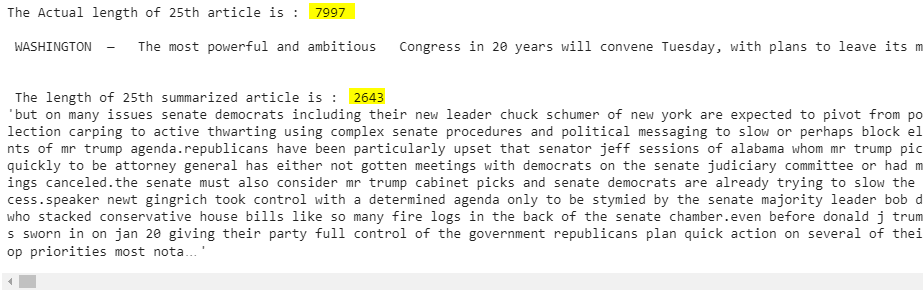 The Actual length of 25th article is :  7997
WASHINGTON  —   The most powerful and ambitious   Congress in 20 years will convene Tuesday, with plans to leave its m
The length of 25th summarized article is :  2643
'but on many issues senate democrats including their new leader chuck schumer of new york are expected to pivot from po
lection carping to active thwarting using complex senate procedures and political messaging to slow or perhaps block el
nts of mr trump agenda.republicans have been particularly upset that senator jeff sessions of alabama whom mr trump pic
quickly to be attorney general has either not gotten meetings with democrats on the senate judiciary committee or had m
ings canceled.the senate must also consider mr trump cabinet picks and senate democrats are already trying to slow the
cess.speaker newt gingrich took control with a determined agenda only to be stymied by the senate majority leader bob d
who stacked conservative house bills like so many fire logs in the back of the senate chamber.even before donald j trum
s sworn in on jan 20 giving their party full control of the government republicans plan quick action on several of thei
op priorities most nota…'